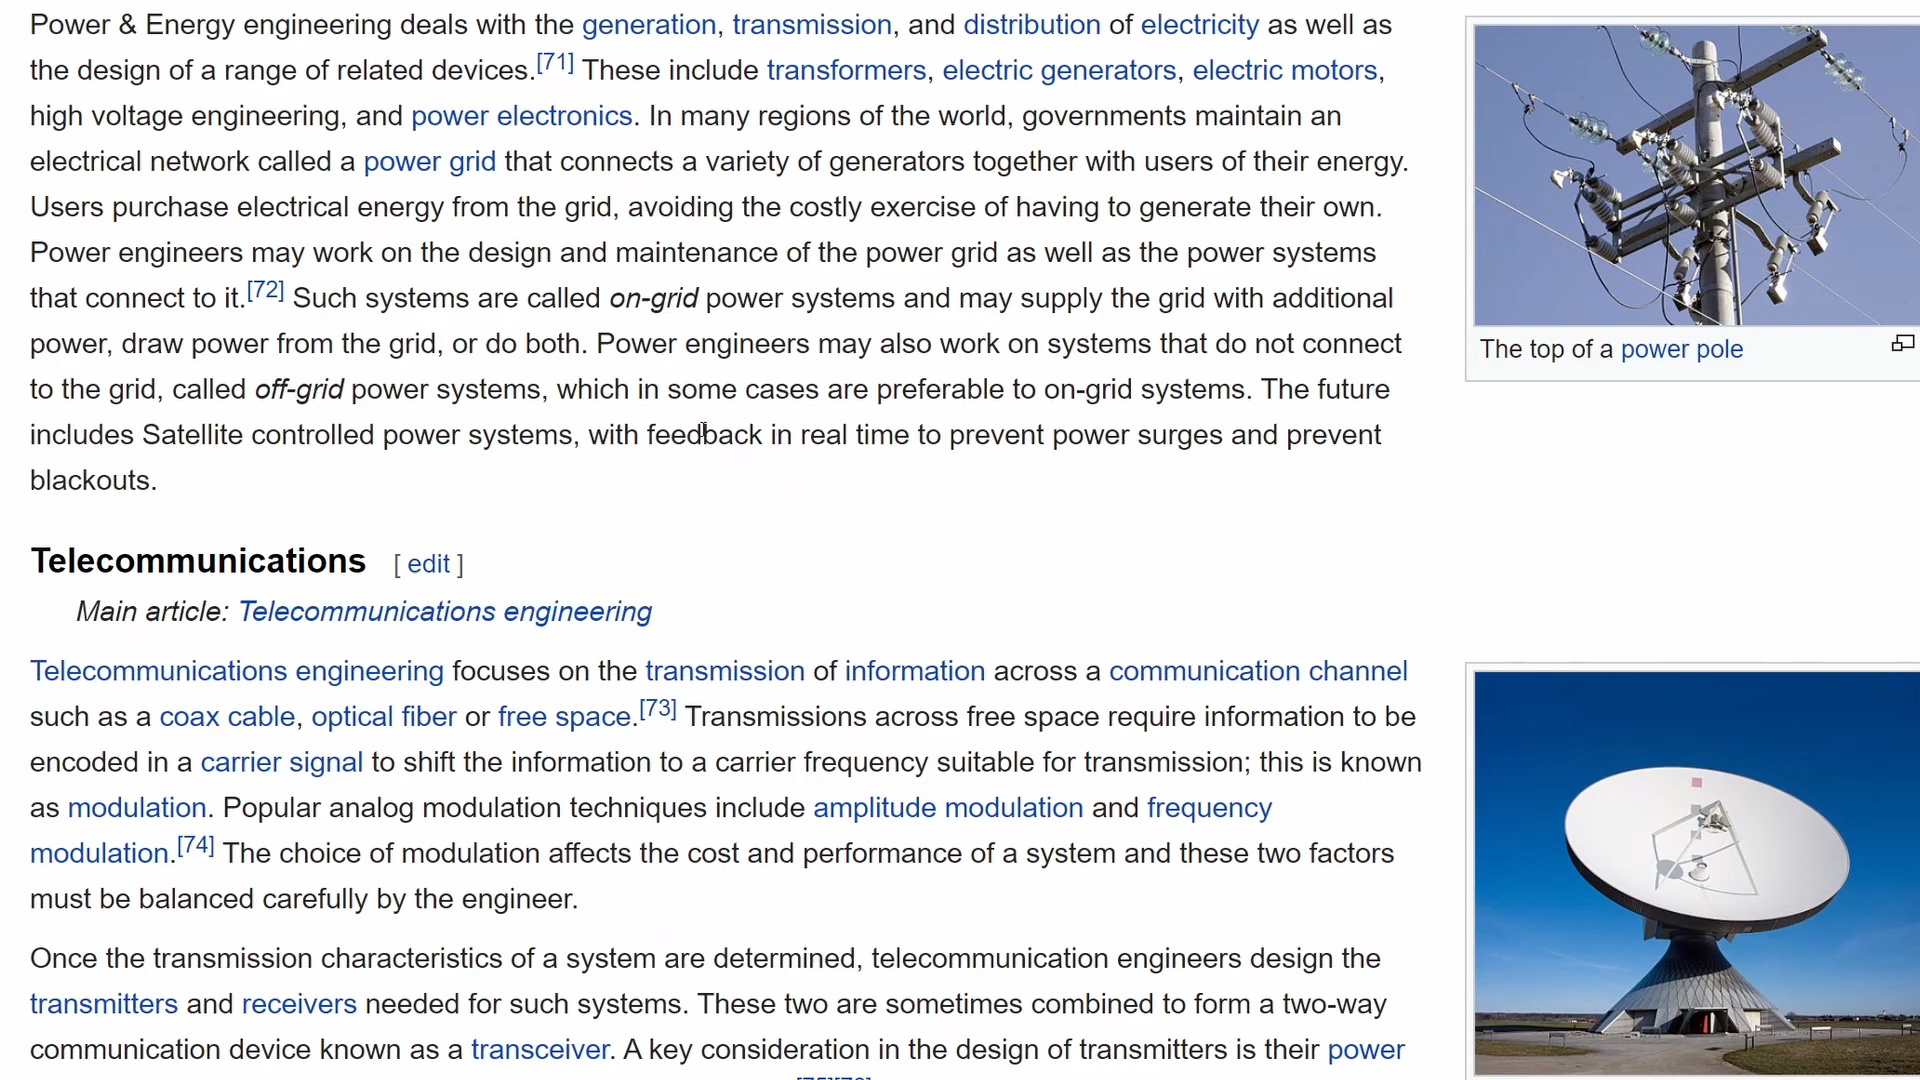 Power & Energy engineering deals with the generation, transmission, and distribution of electricity as well as
the design of a range of related devices.[71] These include transformers, electric generators, electric motors,
high voltage engineering, and power electronics. In many regions of the world, governments maintain an
electrical network called a power grid that connects a variety of generators together with users of their energy.
Users purchase electrical energy from the grid, avoiding the costly exercise of having to generate their own.
Power engineers may work on the design and maintenance of the power grid as well as the power systems
that connect to it.[72] Such systems are called on-grid power systems and may supply the grid with additional
power, draw power from the grid, or do both. Power engineers may also work on systems that do not connect
to the grid, called off-grid power systems, which in some cases are preferable to on-grid systems. The future
includes Satellite controlled power systems, with feedback in real time to prevent power surges and prevent
blackouts.
The top of a power pole
Telecommunications [ edit ]
Main article: Telecommunications engineering
Telecommunications engineering focuses on the transmission of information across a communication channel
such as a coax cable, optical fiber or free space.[73] Transmissions across free space require information to be
encoded in a carrier signal to shift the information to a carrier frequency suitable for transmission; this is known
as modulation. Popular analog modulation techniques include amplitude modulation and frequency
modulation.[74] The choice of modulation affects the cost and performance of a system and these two factors
must be balanced carefully by the engineer.
Once the transmission characteristics of a system are determined, telecommunication engineers design the
transmitters and receivers needed for such systems. These two are sometimes combined to form a two-way
communication device known as a transceiver. A key consideration in the design of transmitters is their power